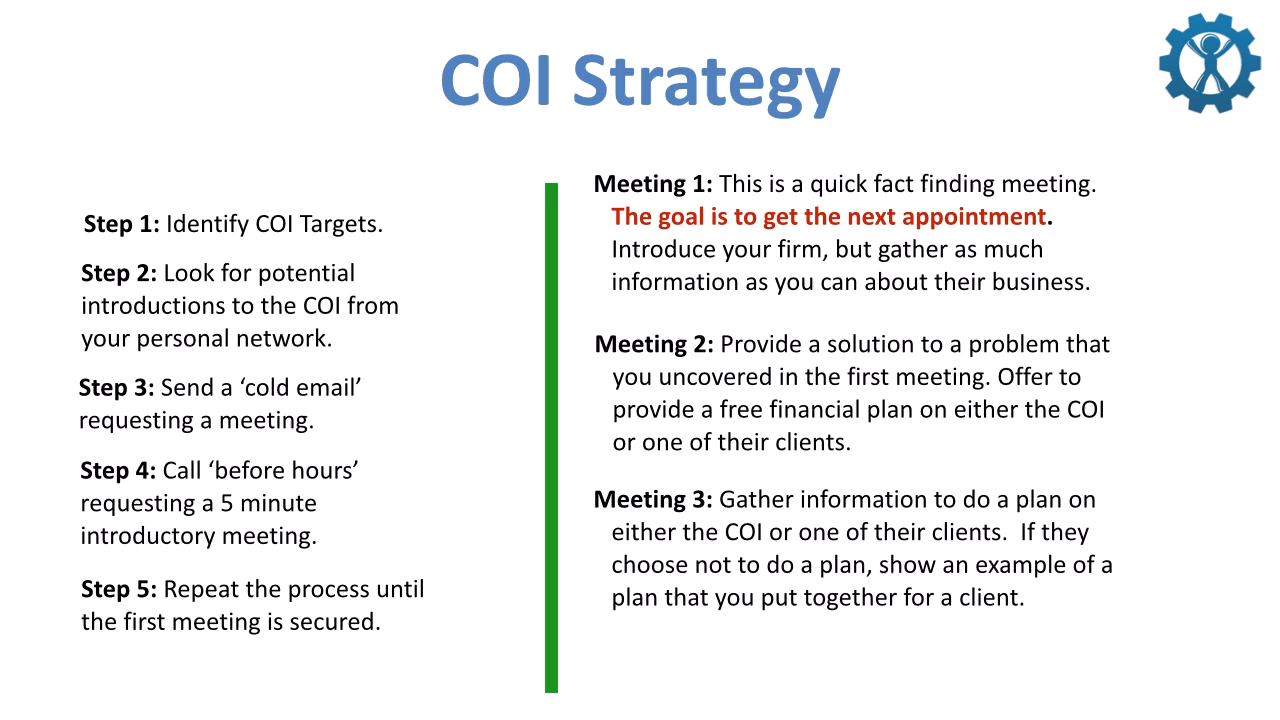 COI Strategy
Step 1: Identify COI Targets.
Step 2: Look for potential
introductions to the COI from
your personal network.
Step 3: Send a ‘cold email’
requesting a meeting.
Step 4: Call ‘before hours’
requesting a 5 minute
introductory meeting.
Step 5: Repeat the process until
the first meeting is secured.
Meeting 1: This is a quick fact finding meeting.
The goal is to get the next appointment.
Introduce your firm, but gather as much
information as you can about their business.
Meeting 2: Provide a solution to a problem that
you uncovered in the first meeting. Offer to
provide a free financial plan on either the COI
or one of their clients.
Meeting 3: Gather information to do a plan on
either the COI or one of their clients.  If they
choose not to do a plan, show an example of a
plan that you put together for a client.